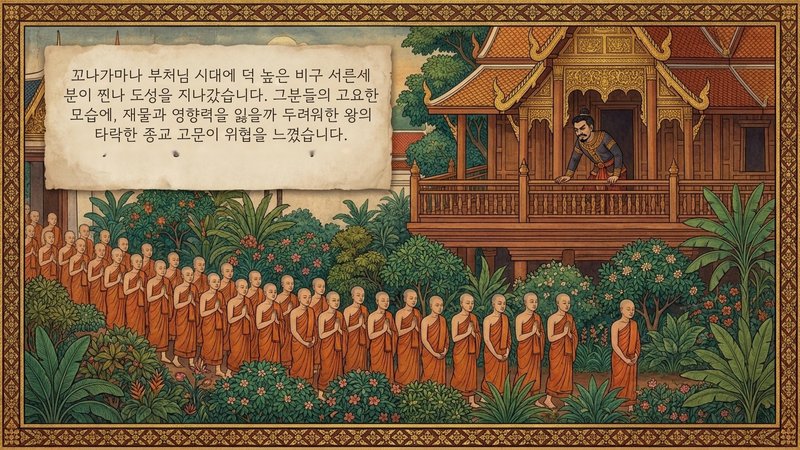 꼬나가마나 부처님 시대에 덕 높은 비구 서른세
분이 찐나 도성을 지나갔습니다. 그분들의 고요한
모습에, 재물과 영향력을 잃을까 두려워한 왕의
타락한 종교 고문이 위협을 느꼈습니다.